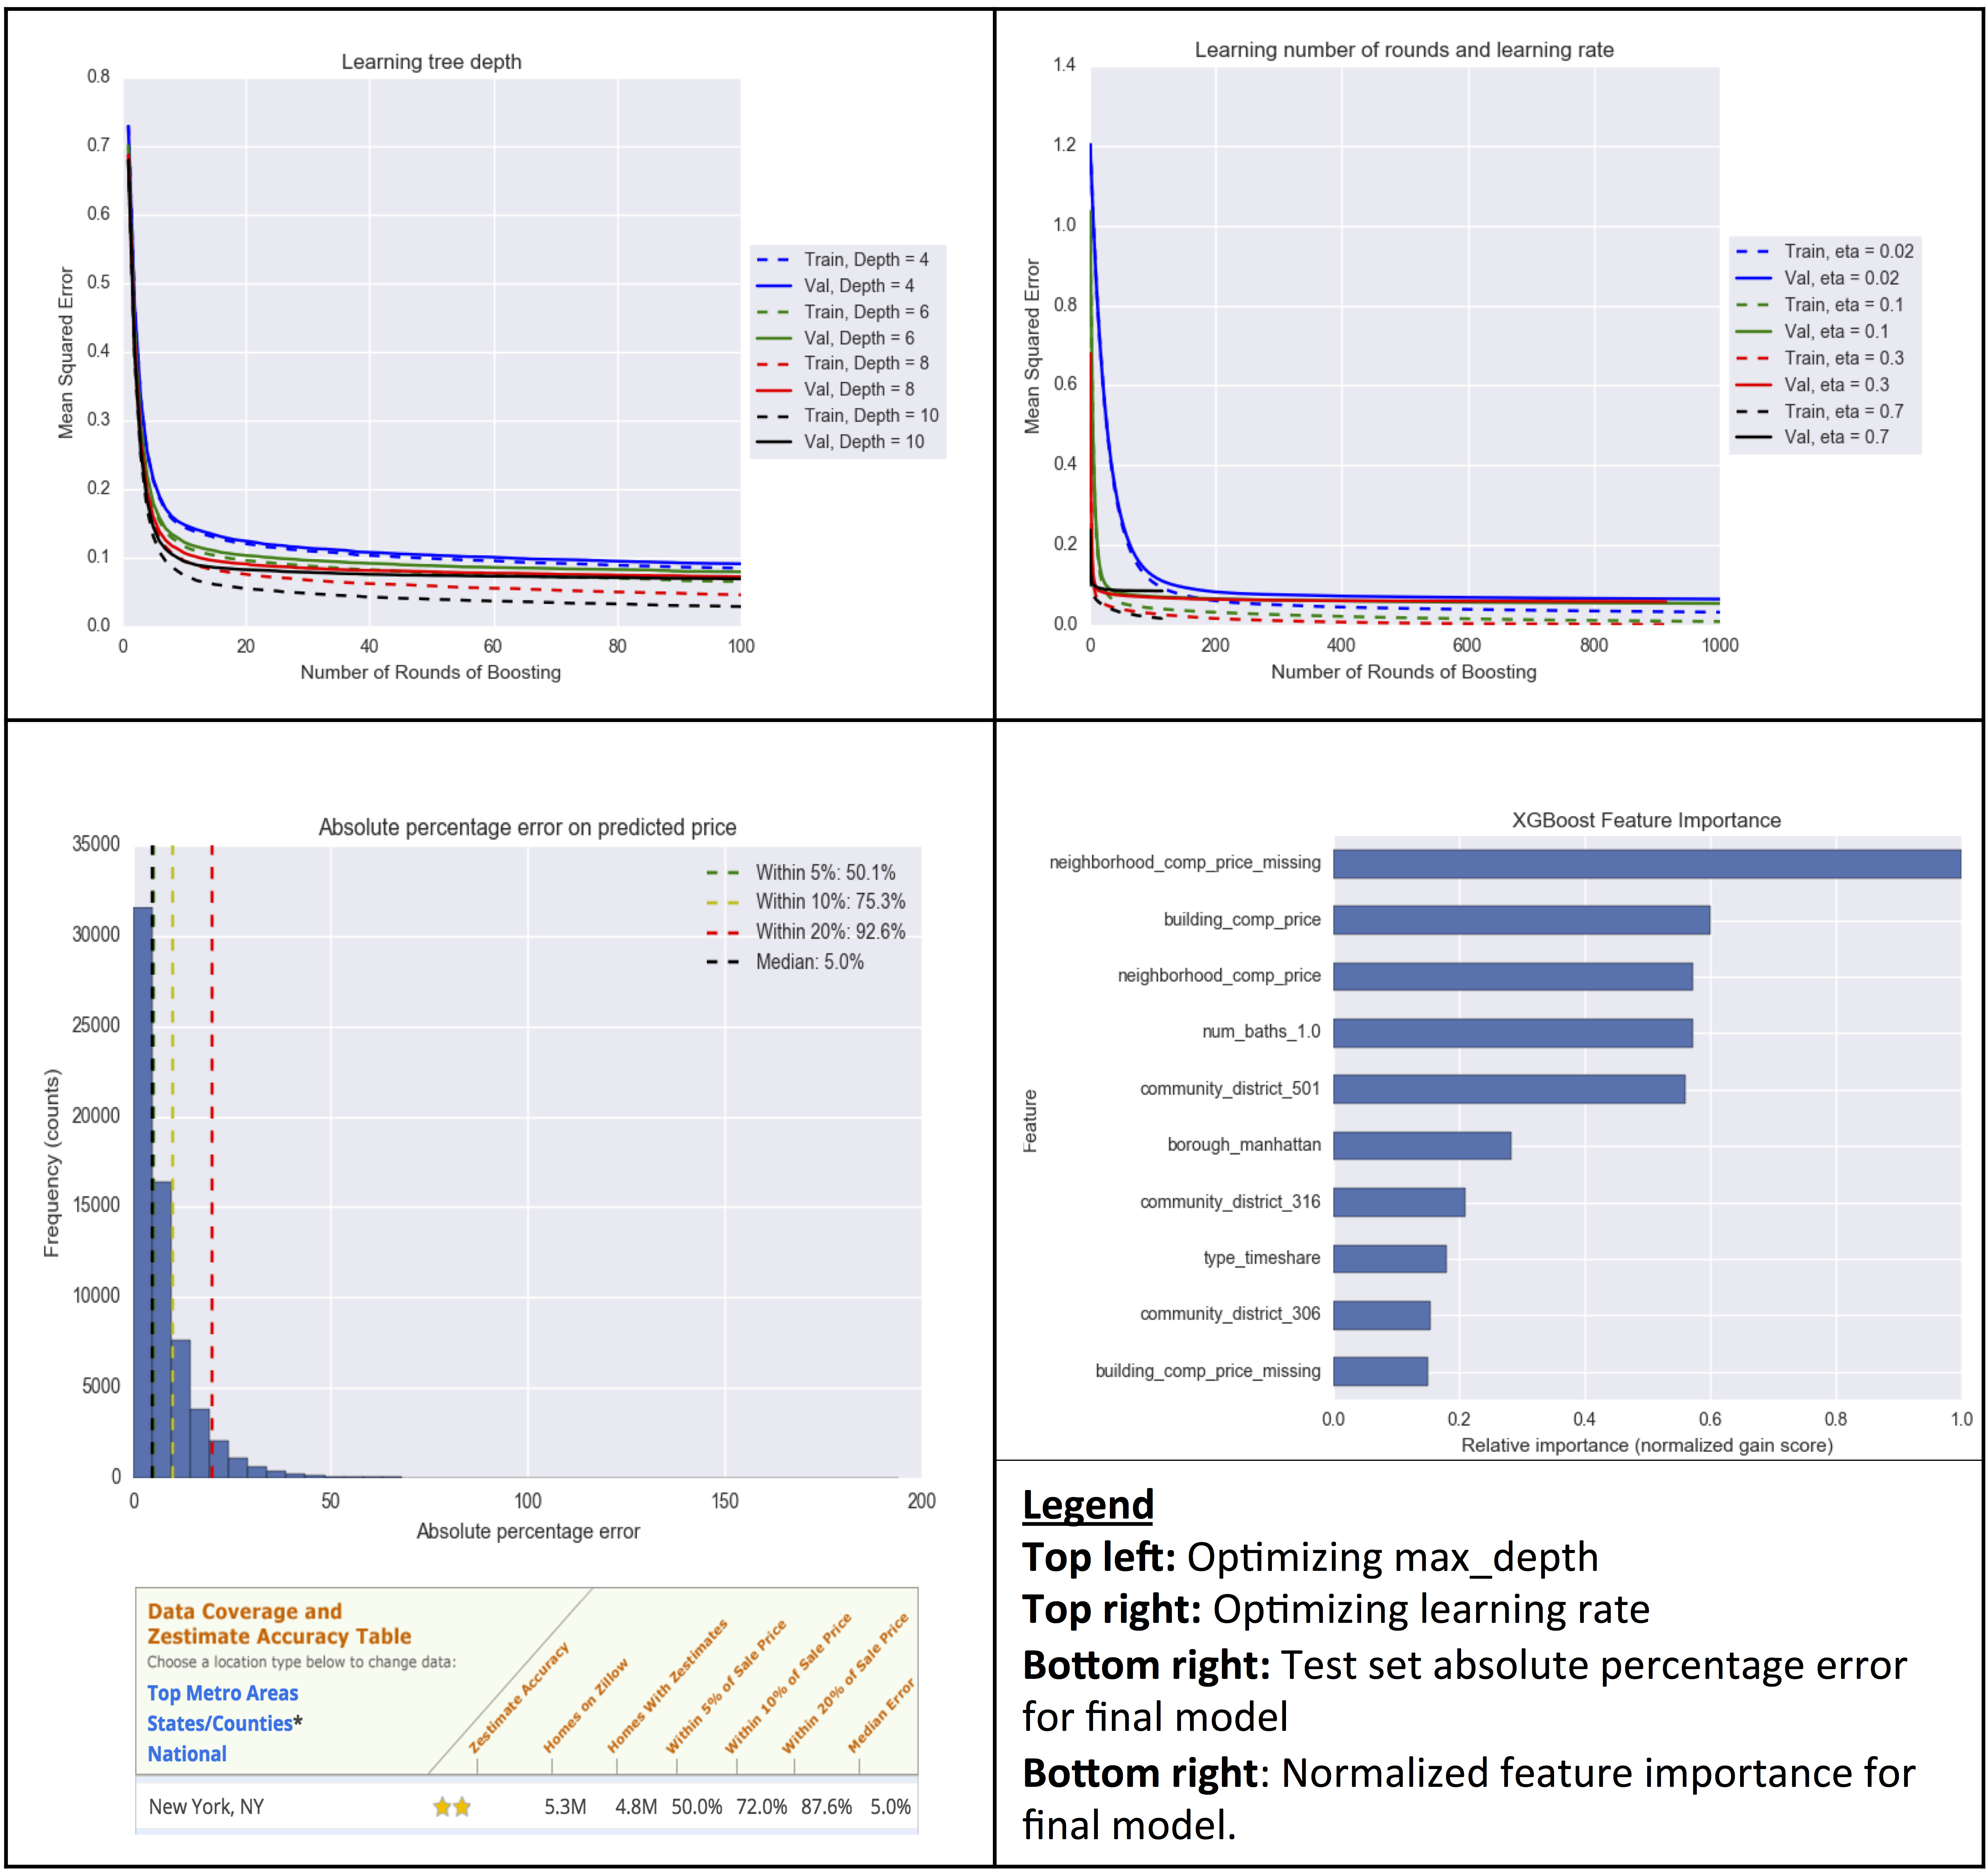 Learning tree depth
0.8
0.7
0.6
0.5
0.4
0.3
0.2
0.1
0.0
Mean Squared Error
0 20 40 60 80 100
Number of Rounds of Boosting
Train, Depth = 4
Val, Depth = 4
Train, Depth = 6
Val, Depth = 6
Train, Depth = 8
Val, Depth = 8
Train, Depth = 10
Val, Depth = 10
Learning number of rounds and learning rate
1.4
1.2
1.0
0.8
0.6
0.4
0.2
0.0
Mean Squared Error
0 200 400 600 800 1000
Number of Rounds of Boosting
Train, eta = 0.02
Val, eta = 0.02
Train, eta = 0.1
Val, eta = 0.1
Train, eta = 0.3
Val, eta = 0.3
Train, eta = 0.7
Val, eta = 0.7
Absolute percentage error on predicted price
35000
30000
25000
20000
15000
10000
5000
0
Frequency (counts)
0 50 100 150 200
Absolute percentage error
Within 5%: 50.1%
Within 10%: 75.3%
Within 20%: 92.6%
Median: 5.0%
Data Coverage and
Zestimate Accuracy Table
Choose a location type below to change data:
Top Metro Areas
States/Counties*
National
Zestimate Accuracy
Homes on Zillow
Homes With Zestimates
Within 5% of Sale Price
Within 10% of Sale Price
Within 20% of Sale Price
Median Error
New York, NY 5.3M 4.8M 50.0% 72.0% 87.6% 5.0%
XGBoost Feature Importance
Feature
neighborhood_comp_price_missing
building_comp_price
neighborhood_comp_price
num_baths_1.0
community_district_501
borough_manhattan
community_district_316
type_timeshare
community_district_306
building_comp_price_missing
0.0 0.2 0.4 0.6 0.8 1.0
Relative importance (normalized gain score)
Legend
Top left: Optimizing max_depth
Top right: Optimizing learning rate
Bottom right: Test set absolute percentage error
for final model
Bottom right: Normalized feature importance for
final model.